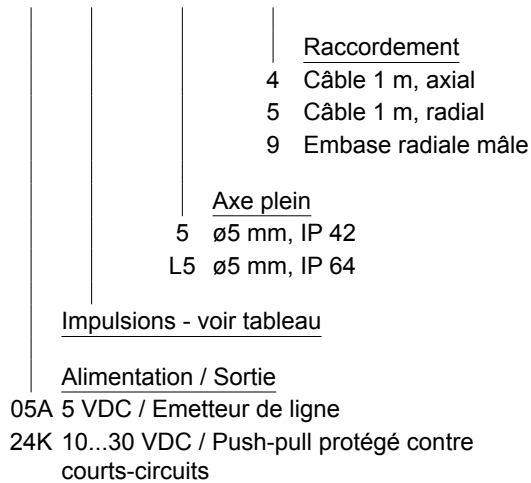 Raccordement
4 Câble 1 m, axial
5 Câble 1 m, radial
9 Embase radiale mâle
Axe plein
5 ø5 mm, IP 42
L5 ø5 mm, IP 64
Impulsions - voir tableau
Alimentation / Sortie
05A 5 VDC / Emetteur de ligne
24K 10...30 VDC / Push-pull protégé contre
courts-circuits